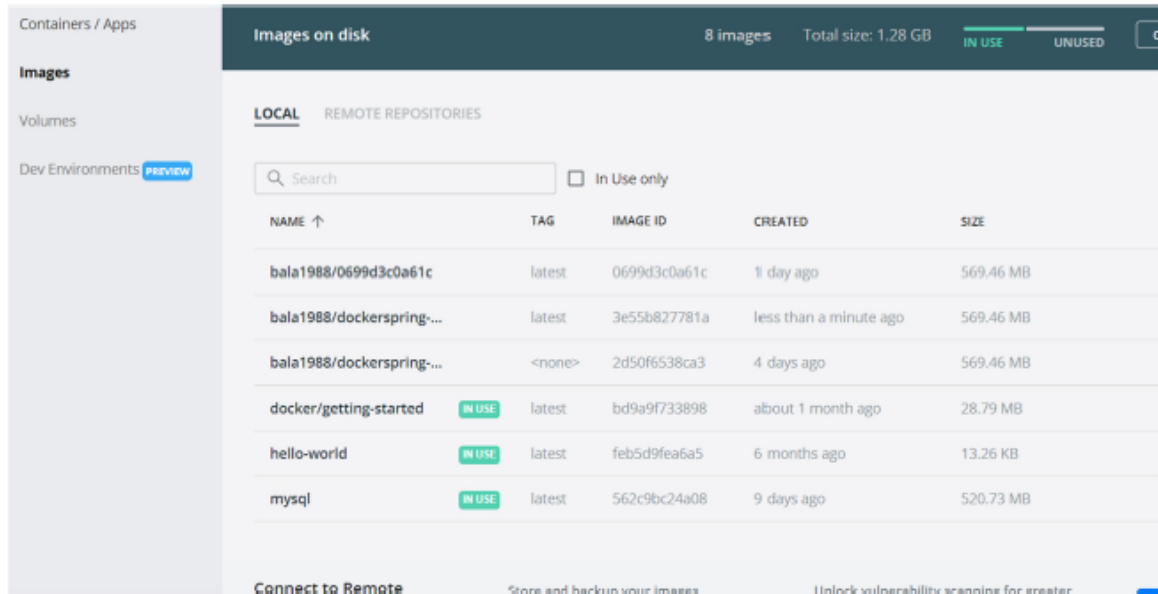 Containers / Apps
Images
Volumes
Dev Environments PREVIEW
Images on disk 8 images Total size: 1.28 GB IN USE UNUSED
LOCAL REMOTE REPOSITORIES
Search In Use only
NAME ↑ TAG IMAGE ID CREATED SIZE
bala1988/0699d3c0a61c latest 0699d3c0a61c 1 day ago 569.46 MB
bala1988/dockerspring-... latest 3e55b827781a less than a minute ago 569.46 MB
bala1988/dockerspring-... <none> 2d50f6538ca3 4 days ago 569.46 MB
docker/getting-started IN USE latest bd9a9f733898 about 1 month ago 28.79 MB
hello-world IN USE latest feb5d9fea6a5 6 months ago 13.26 KB
mysql IN USE latest 562c9bc24a08 9 days ago 520.73 MB
Connect to Remote Store and backup your images Unlock vulnerability scanning for greater